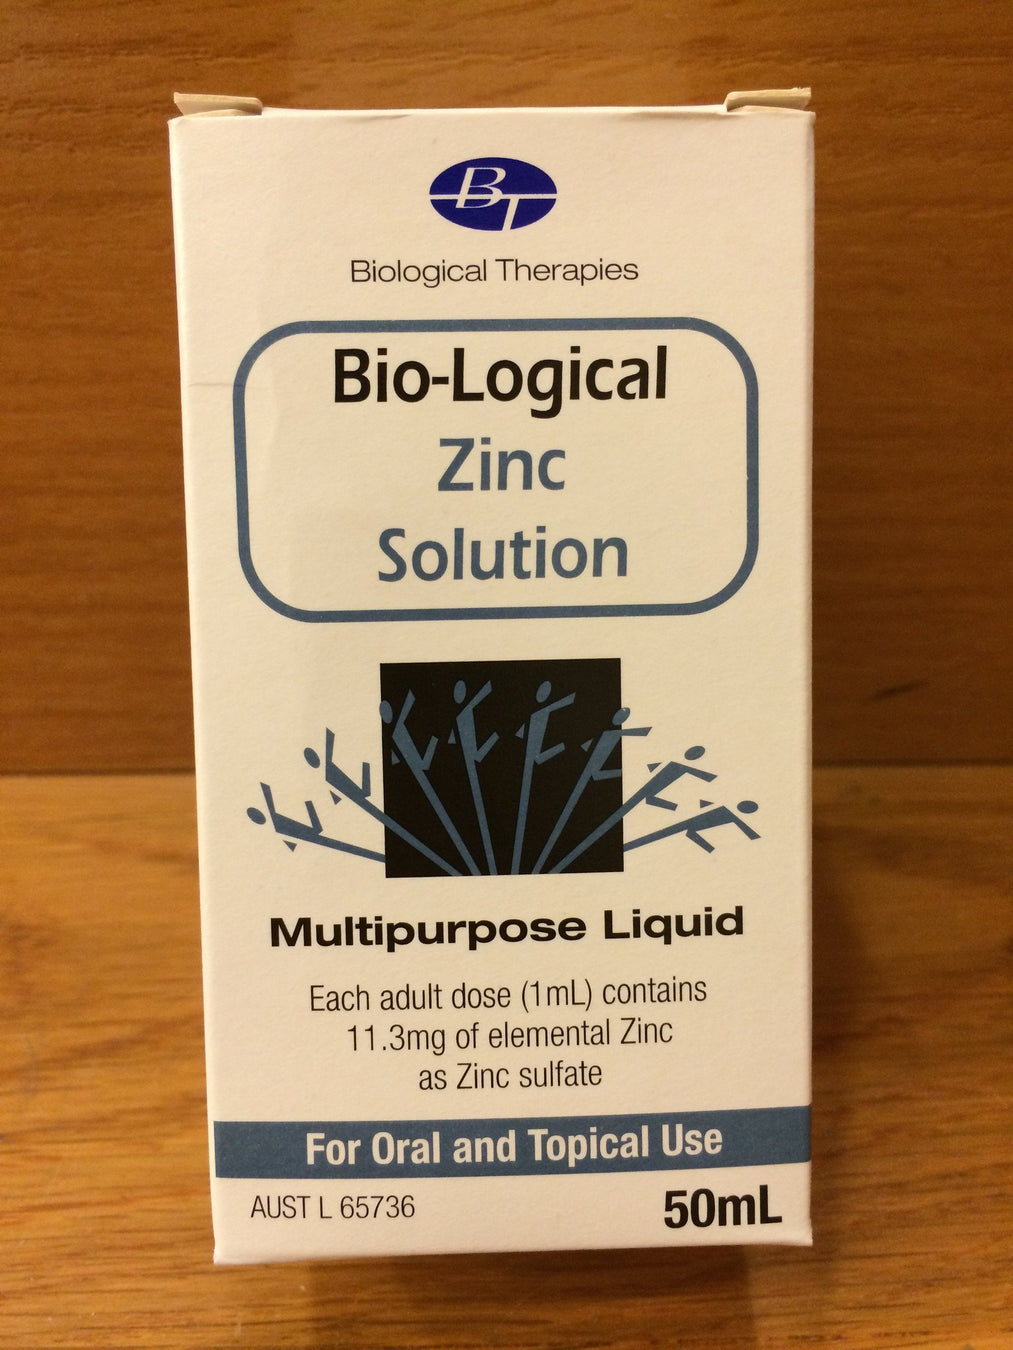 BT
Biological Therapies
Bio-Logical
Zinc
Solution
Multipurpose Liquid
Each adult dose (1mL) contains
11.3mg of elemental Zinc
as Zinc sulfate
For Oral and Topical Use
AUST L 65736
50mL